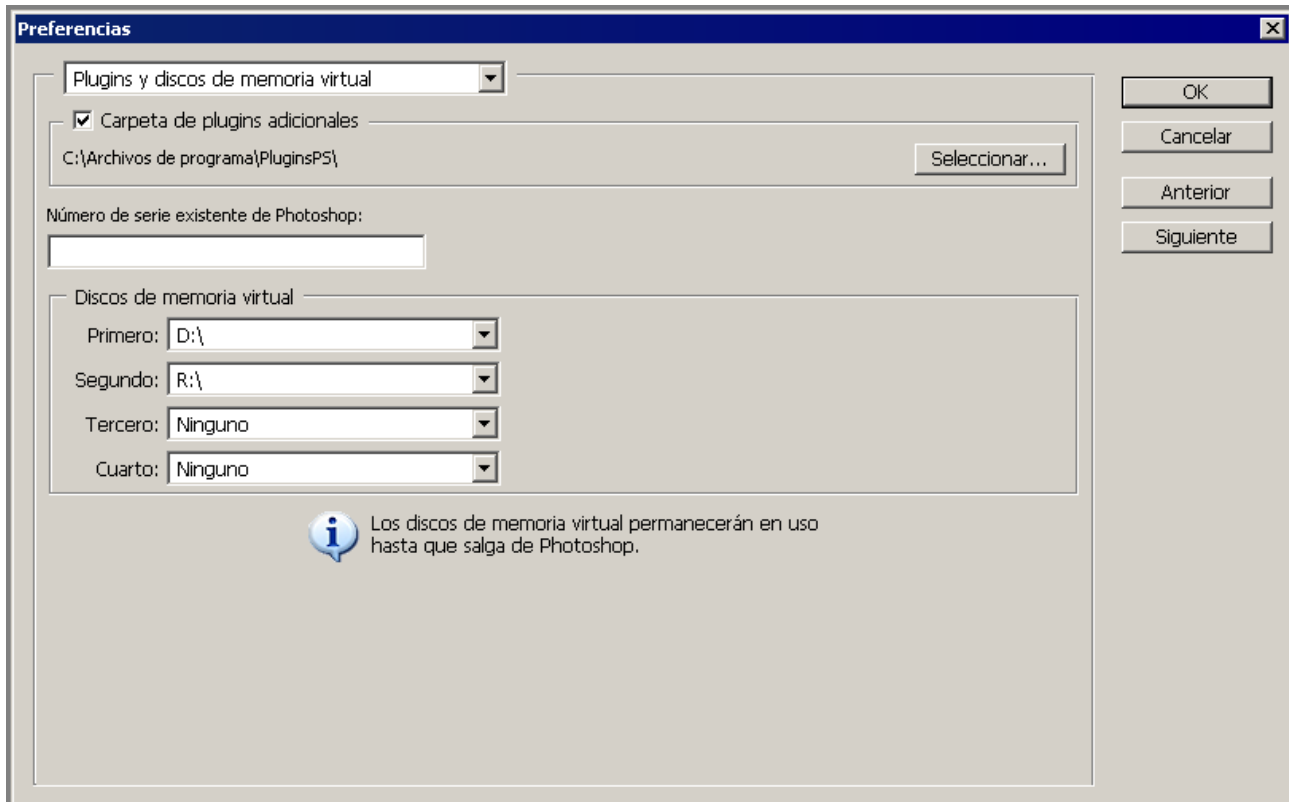 Preferencias
Plugins y discos de memoria virtual
OK
Carpeta de plugins adicionales
Cancelar
C:\Archivos de programa\PluginsPS\
Seleccionar...
Anterior
Número de serie existente de Photoshop:
Siguiente
Discos de memoria virtual
Primero: D:\
Segundo: R:\
Tercero: Ninguno
Cuarto: Ninguno
Los discos de memoria virtual permanecerán en uso
hasta que salga de Photoshop.